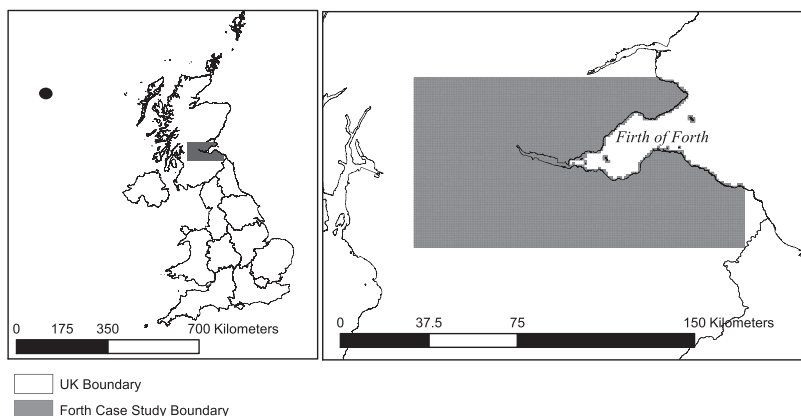 Firth of Forth
0 175 350 700 Kilometers
0 37.5 75 150 Kilometers
UK Boundary
Forth Case Study Boundary